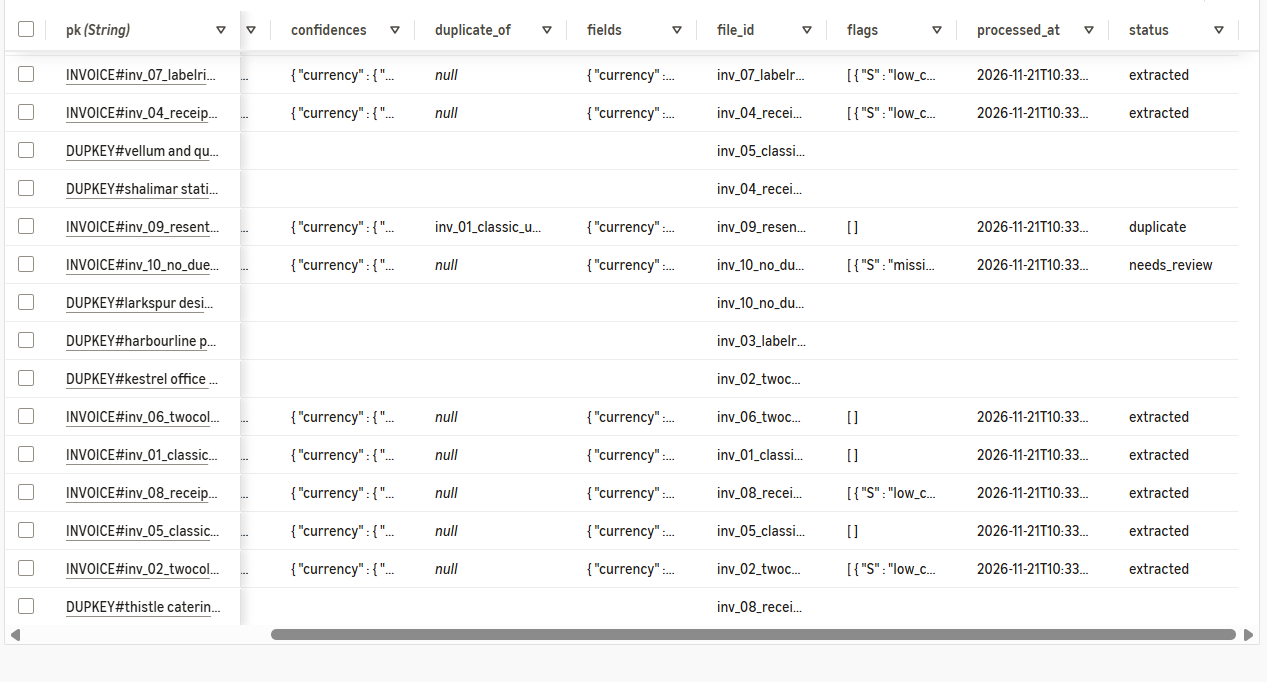 pk (String) confidences duplicate_of fields file_id flags processed_at status
INVOICE#inv_07_labelri... ... { "currency" : { "... null { "currency" :... inv_07_labelr... [ { "S" : "low_c... 2026-11-21T10:33... extracted
INVOICE#inv_04_receip... ... { "currency" : { "... null { "currency" :... inv_04_recei... [ { "S" : "low_c... 2026-11-21T10:33... extracted
DUPKEY#vellum and qu... inv_05_classi...
DUPKEY#shalimar stati... inv_04_recei...
INVOICE#inv_09_resent... ... { "currency" : { "... inv_01_classic_u... { "currency" :... inv_09_resen... [ ] 2026-11-21T10:33... duplicate
INVOICE#inv_10_no_due... ... { "currency" : { "... null { "currency" :... inv_10_no_du... [ { "S" : "missi... 2026-11-21T10:33... needs_review
DUPKEY#larkspur desi... inv_10_no_du...
DUPKEY#harbourline p... inv_03_labelr...
DUPKEY#kestrel office ... inv_02_twoc...
INVOICE#inv_06_twocol... ... { "currency" : { "... null { "currency" :... inv_06_twoc... [ ] 2026-11-21T10:33... extracted
INVOICE#inv_01_classic... ... { "currency" : { "... null { "currency" :... inv_01_classi... [ ] 2026-11-21T10:33... extracted
INVOICE#inv_08_receip... ... { "currency" : { "... null { "currency" :... inv_08_recei... [ { "S" : "low_c... 2026-11-21T10:33... extracted
INVOICE#inv_05_classic... ... { "currency" : { "... null { "currency" :... inv_05_classi... [ ] 2026-11-21T10:33... extracted
INVOICE#inv_02_twocol... ... { "currency" : { "... null { "currency" :... inv_02_twoc... [ { "S" : "low_c... 2026-11-21T10:33... extracted
DUPKEY#thistle caterin... inv_08_recei...